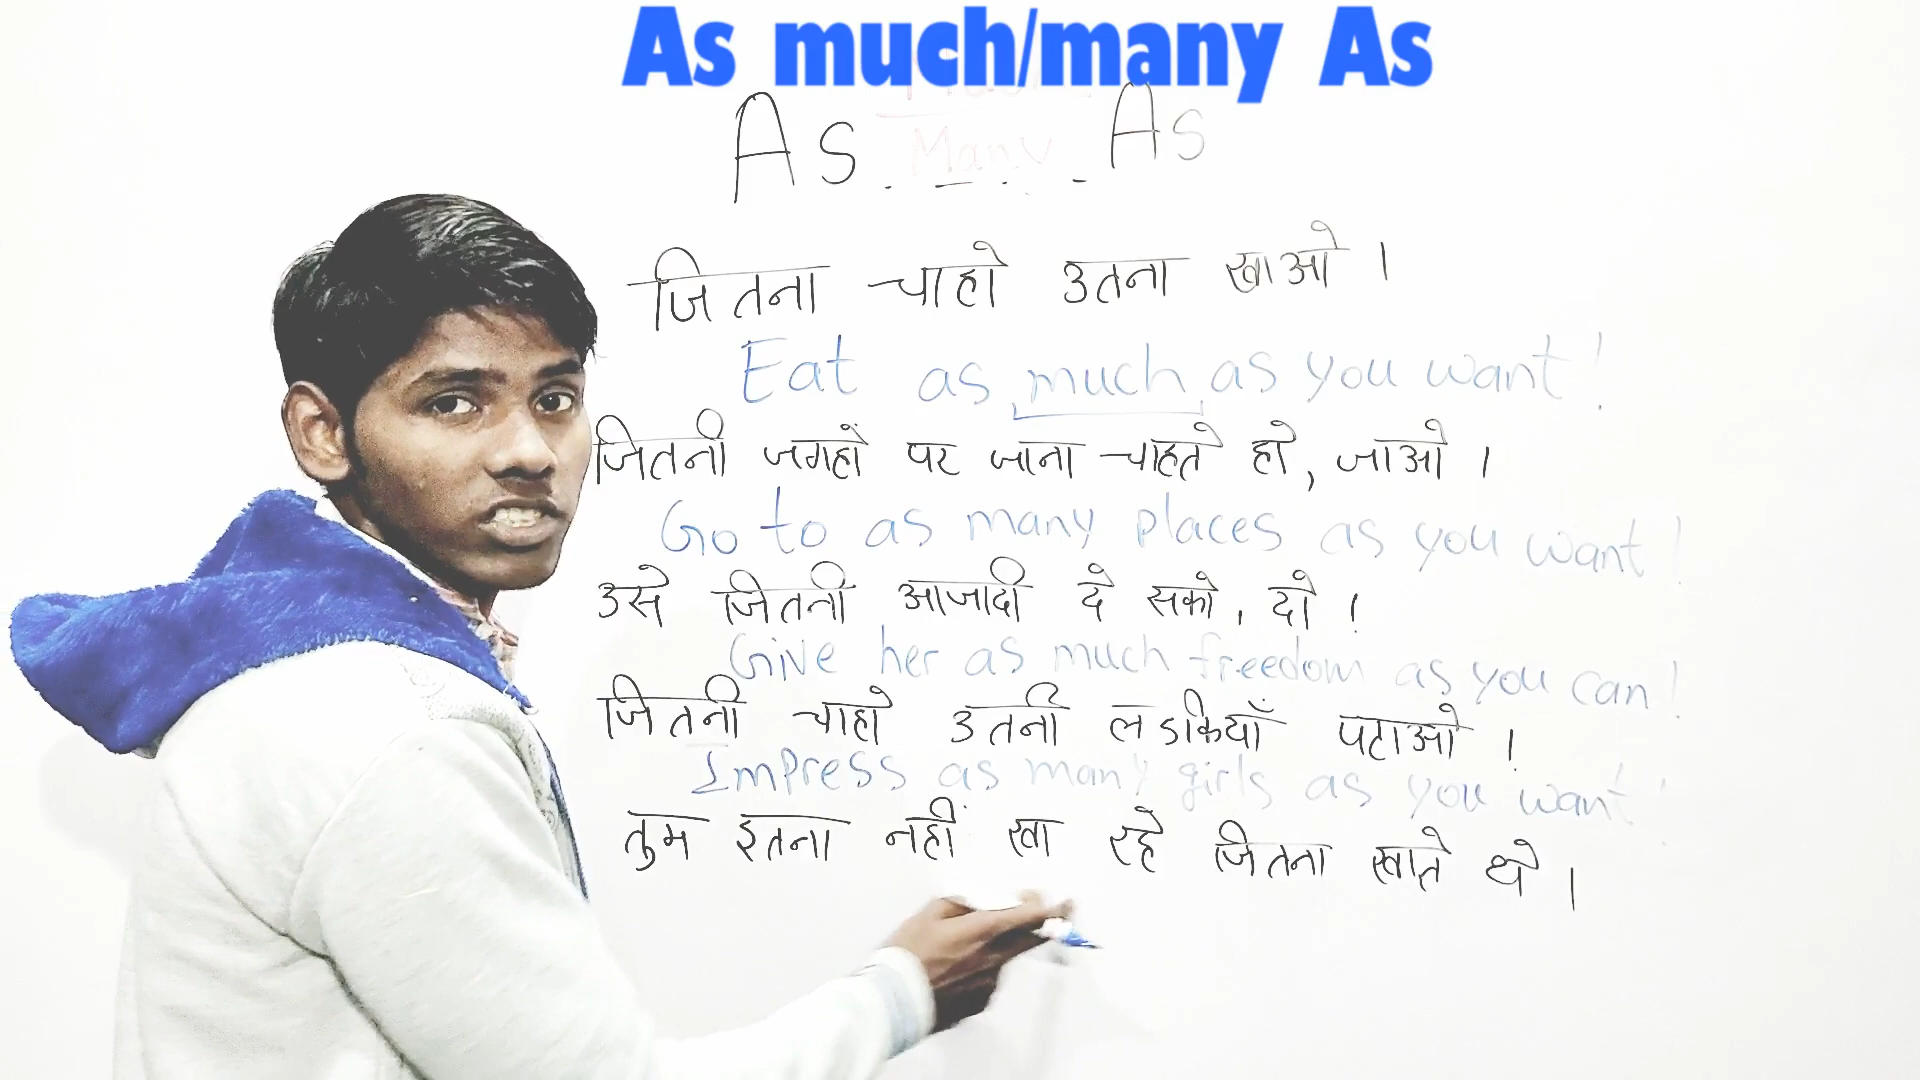 As much/many As
As Many As
जितना चाहो उतना खाओ ।
Eat as much as you want!
जितनी जगहों पर जाना चाहते हो, जाओ ।
Go to as many places as you want!
उसे जितनी आजादी दे सको, दो !
Give her as much freedom as you can!
जितनी चाहो उतनी लडकियाँ पटाओ ।
Impress as many girls as you want!
तुम इतना नहीं खा रहे जितना खाते थे ।